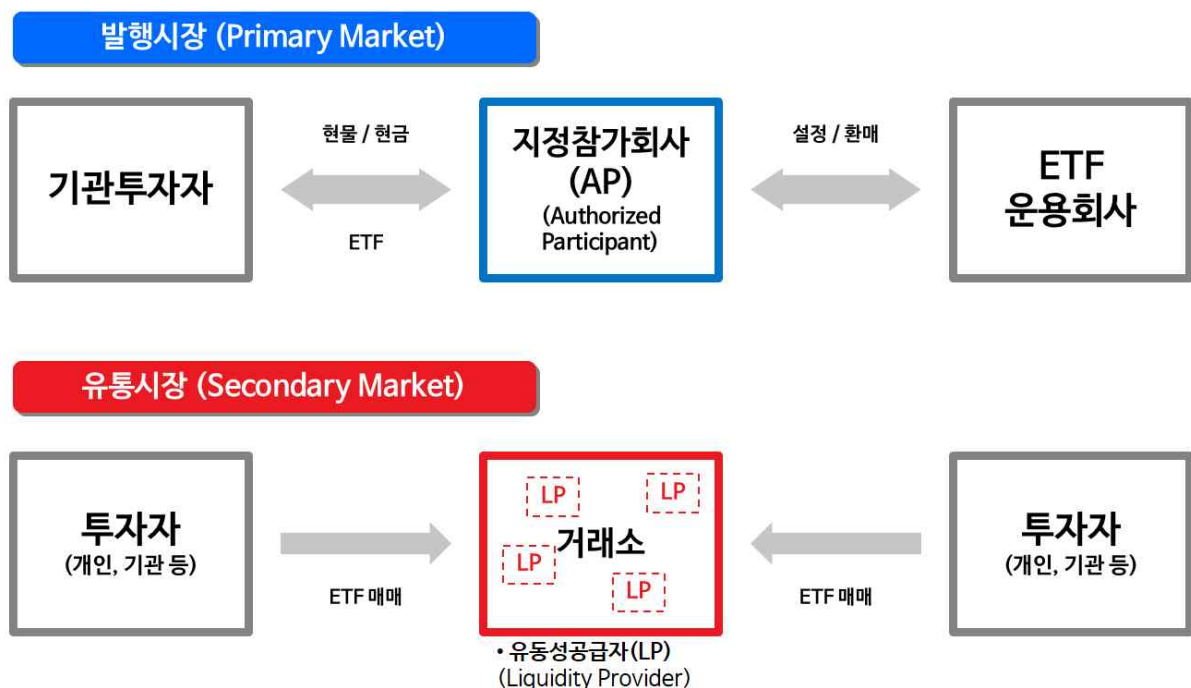 발행시장 (Primary Market)
기관투자자
현물 / 현금
ETF
지정참가회사
(AP)
(Authorized
Participant)
설정 / 환매
ETF
운용회사
유통시장 (Secondary Market)
투자자
(개인, 기관 등)
ETF 매매
LP
LP
거래소
LP
LP
• 유동성공급자(LP)
(Liquidity Provider)
ETF 매매
투자자
(개인, 기관 등)